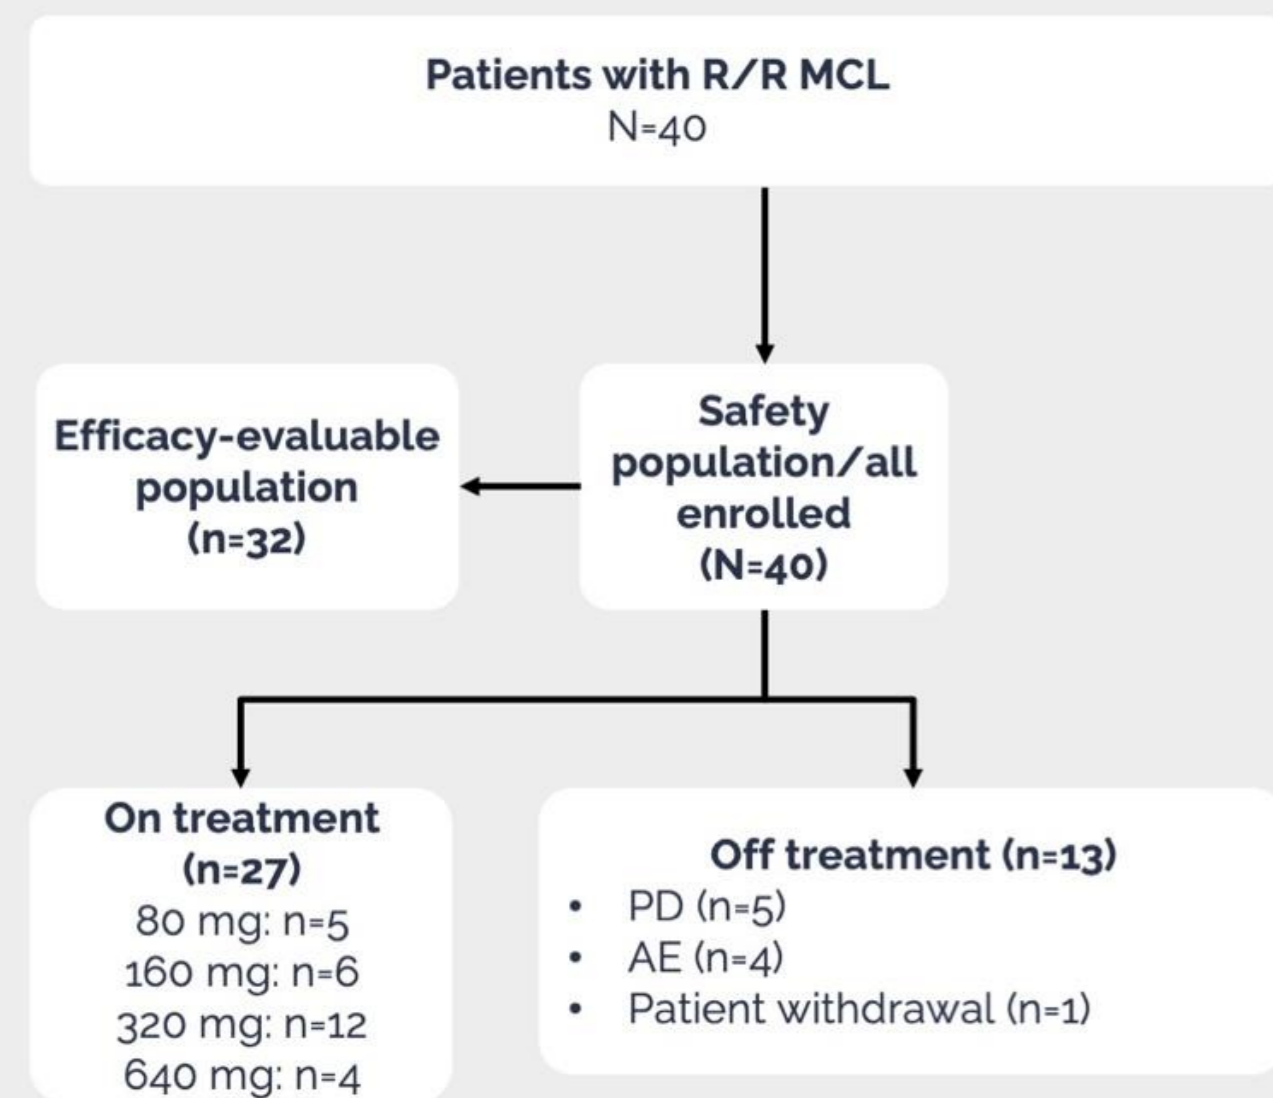 Patients with R/R MCL
N=40
Efficacy-evaluable
population
(n=32)
Safety
population/all
enrolled
(N=40)
On treatment
(n=27)
80 mg: n=5
160 mg: n=6
320 mg: n=12
640 mg: n=4
Off treatment (n=13)
• PD (n=5)
• AE (n=4)
• Patient withdrawal (n=1)